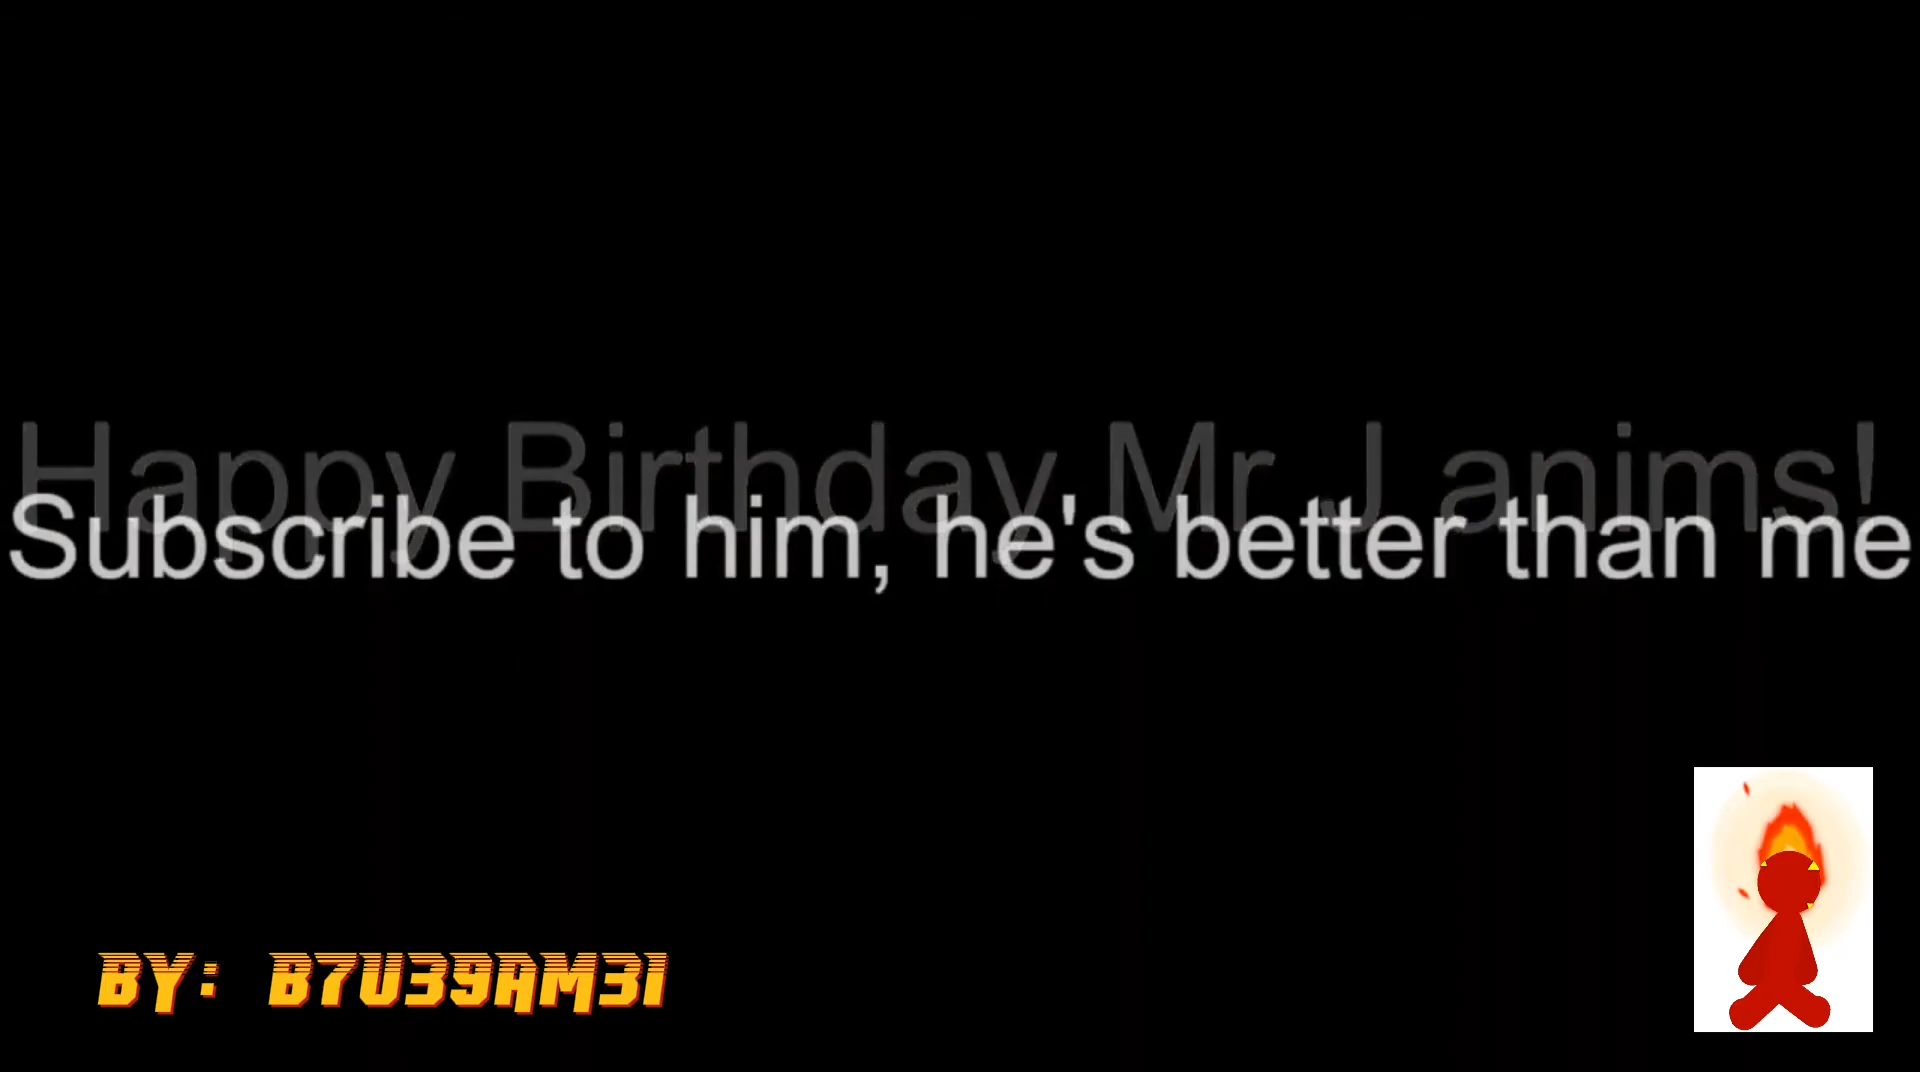 Happy Birthday Mr J anims!
Subscribe to him, he's better than me
BY: B7U39AM31